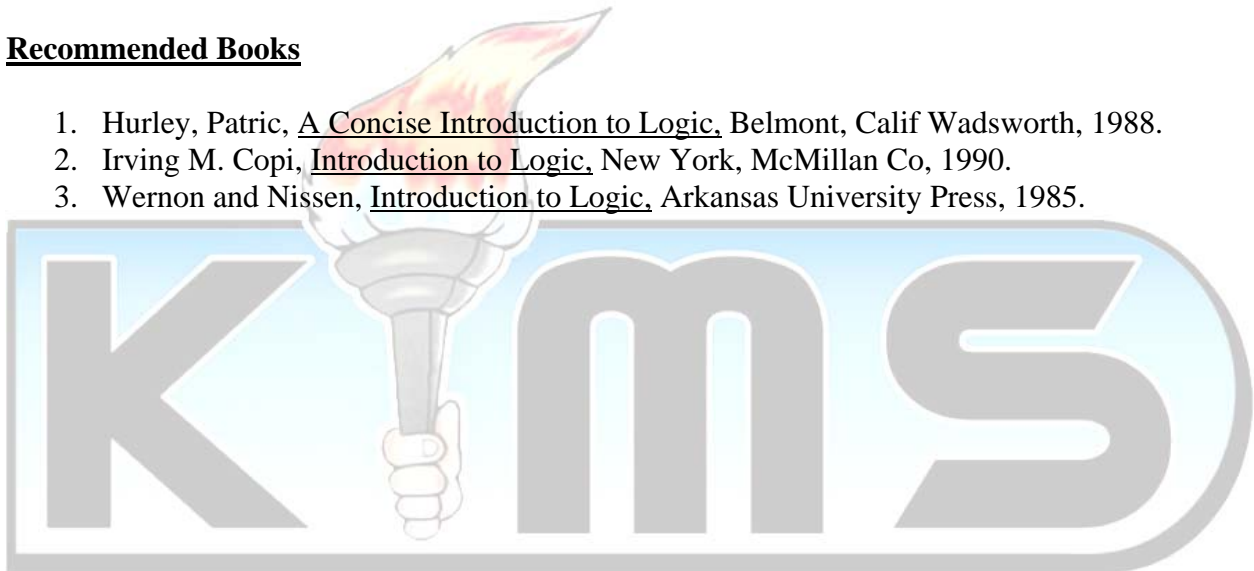 Recommended Books
1. Hurley, Patric, A Concise Introduction to Logic, Belmont, Calif Wadsworth, 1988.
2. Irving M. Copi, Introduction to Logic, New York, McMillan Co, 1990.
3. Wernon and Nissen, Introduction to Logic, Arkansas University Press, 1985.
KIMS